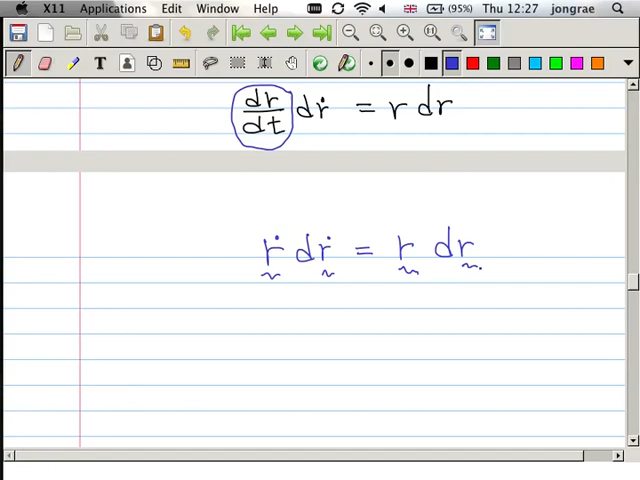 X11 Applications Edit Window Help (95%) Thu 12:27 jongrae
T
dr/dt dṙ = r dr
ṙ dṙ = r dr